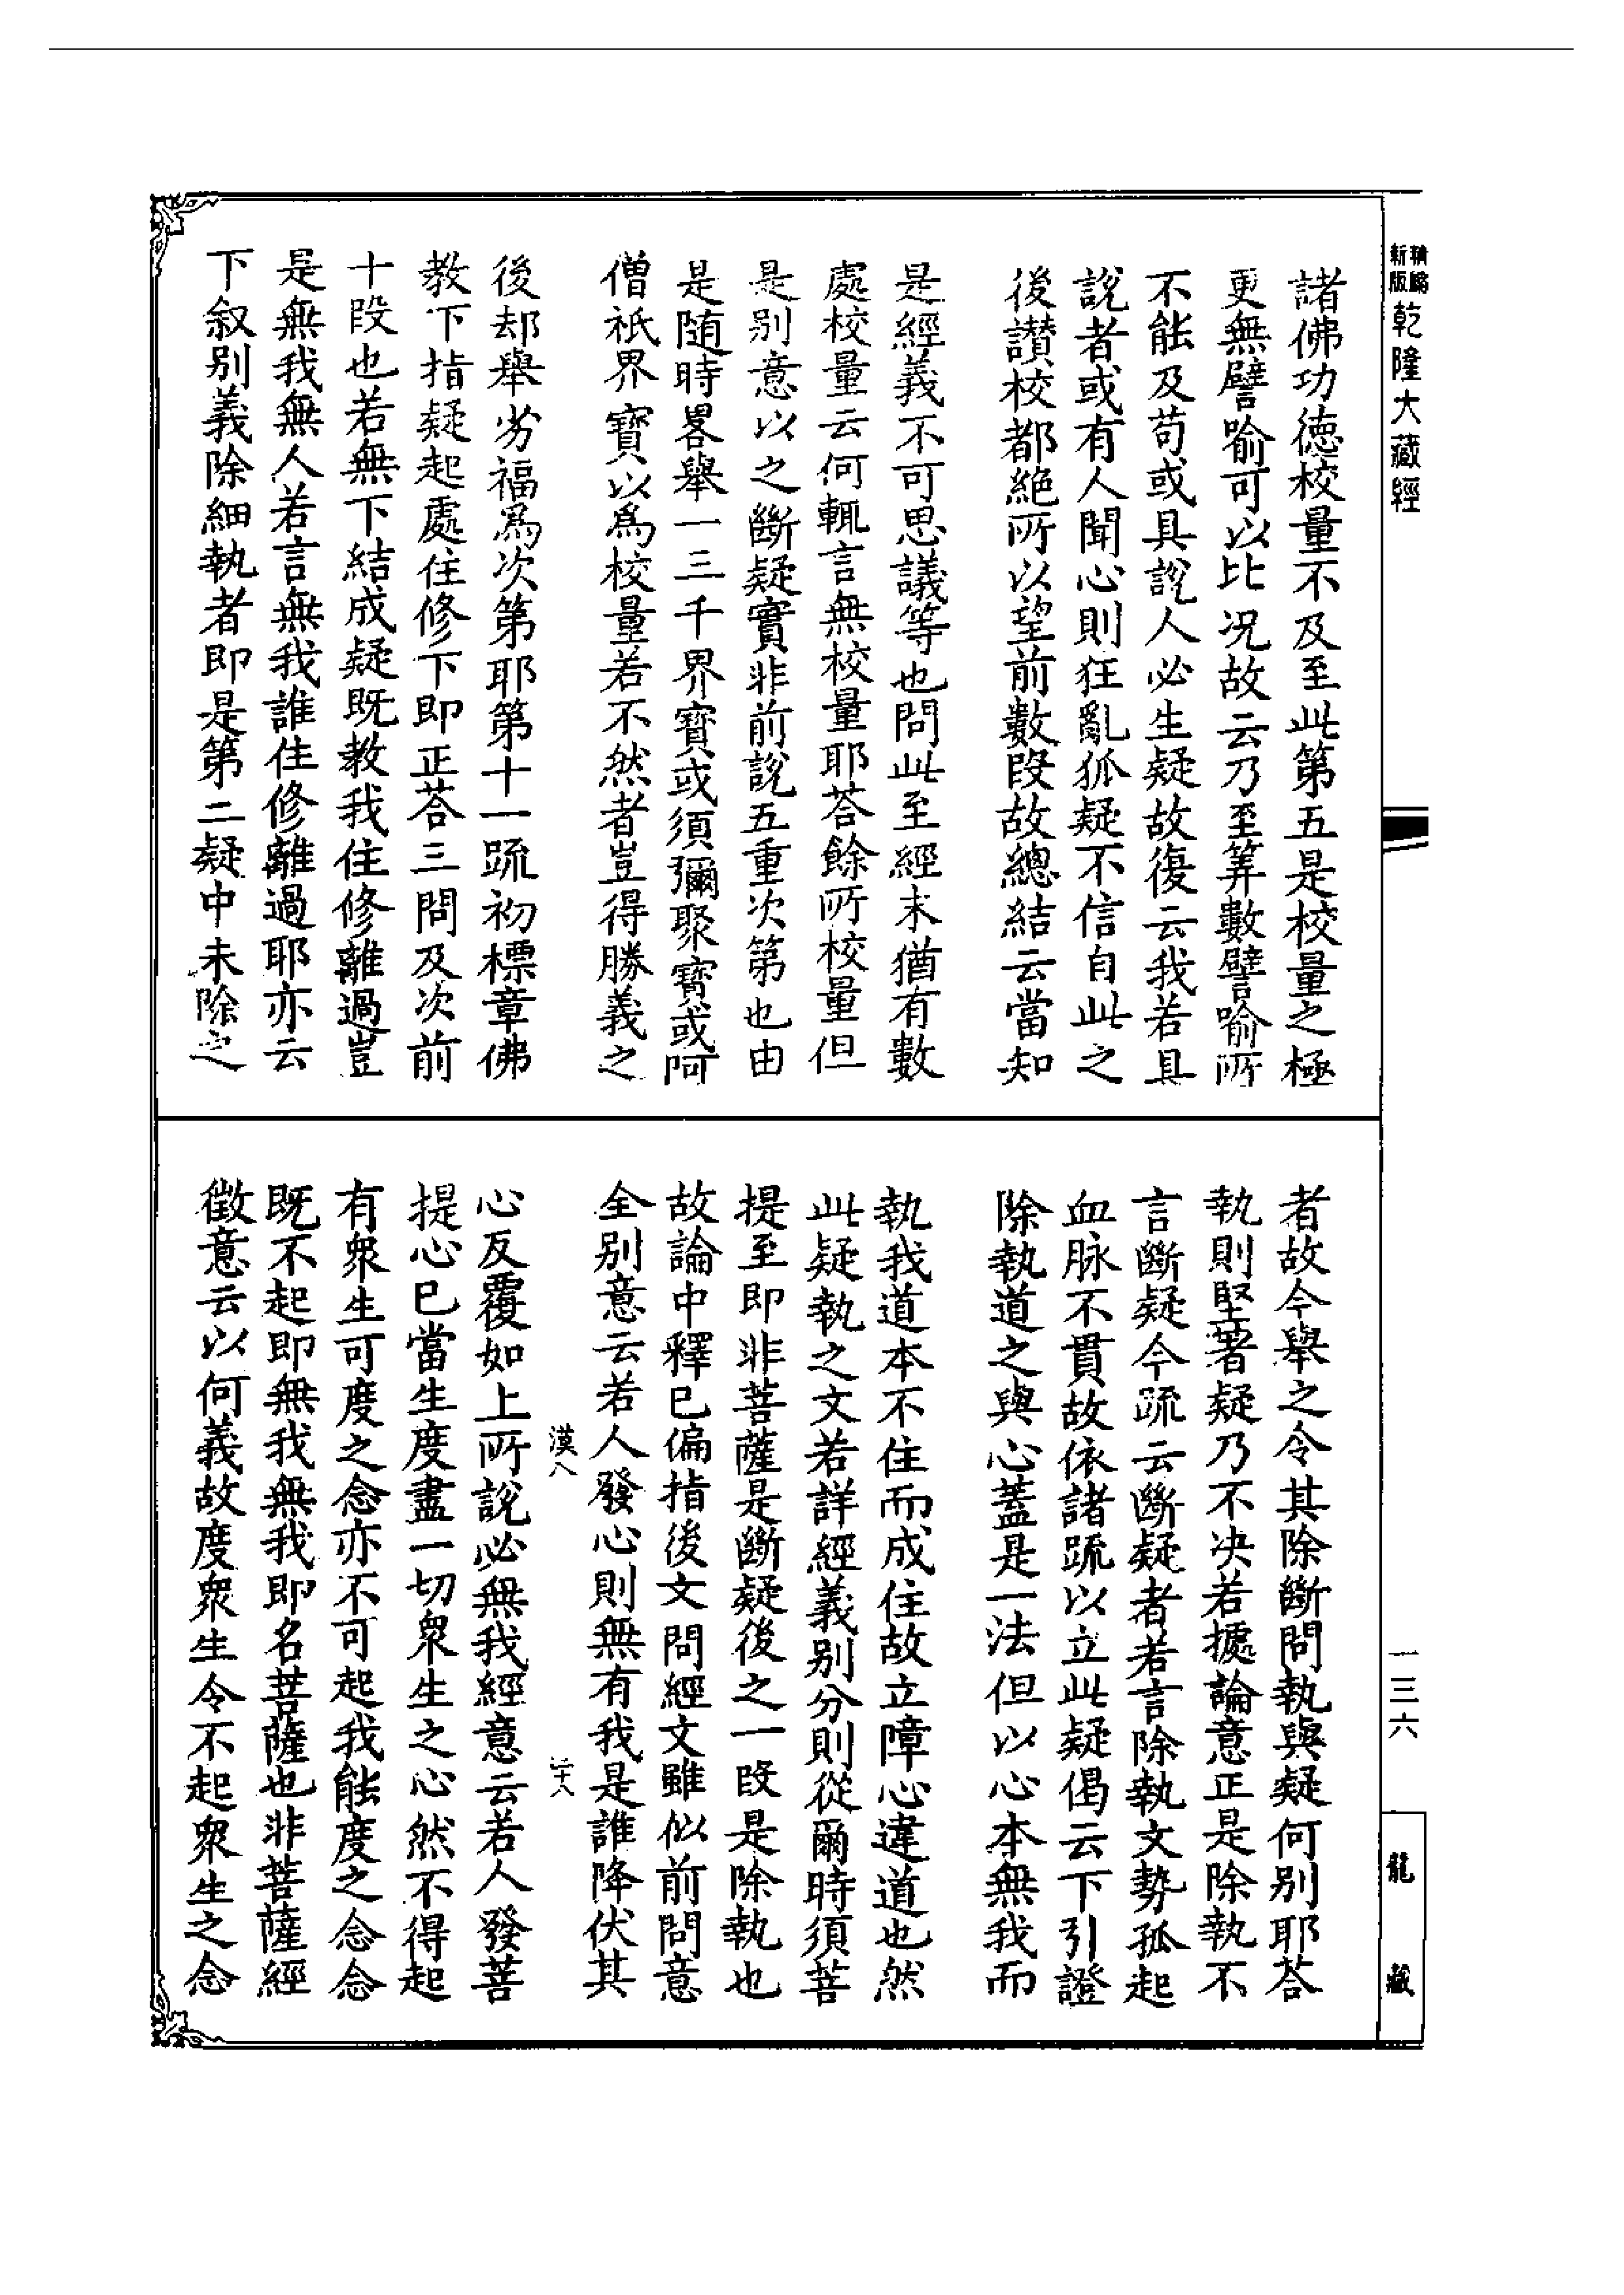 新版精縮乾隆大藏經
諸佛功德校量不及至此第五是校量之極
更無譬喻可以比況故云乃至筭數譬喻所
不能及苟或具說人必生疑故復云我若具
說者或有人聞心則狂亂狐疑不信自此之
後讚校都絶所以望前數段故總結云當知
是經義不可思議等也問此至經末猶有數
處校量云何輒言無校量耶荅餘所校量但
是别意以之斷疑實非前說五重次第也由
是隨時畧舉一三千界寶或須彌聚寶或阿
僧祇界寶以爲校量若不然者豈得勝義之
後却舉劣福爲次第耶第十一䟽初標章佛
教下指疑起處住修下即正荅三問及次前
十段也若無下結成疑既教我住修離過豈
是無我無人若言無我誰住修離過耶亦云
下叙别義除細執者即是第二疑中未除之
者故今舉之令其除斷問執與疑何别耶荅
執則堅著疑乃不决若據論意正是除執不
言斷疑今䟽云斷疑者若言除執文勢孤起
血脉不貫故依諸䟽以立此疑偈云下引證
除執道之與心蓋是一法但以心本無我而
執我道本不住而成住故立障心違道也然
此疑執之文若詳經義别分則從爾時須菩
提至即非菩薩是斷疑後之一段是除執也
故論中釋已偏指後文問經文雖似前問意
全别意云若人發心則無有我是誰降伏其
漢八
二十八
心反覆如上所說必無我經意云若人發菩
提心已當生度盡一切衆生之心然不得起
有衆生可度之念亦不可起我能度之念念
既不起即無我無我即名菩薩也非菩薩經
徵意云以何義故度衆生令不起衆生之念
一三六
龍藏